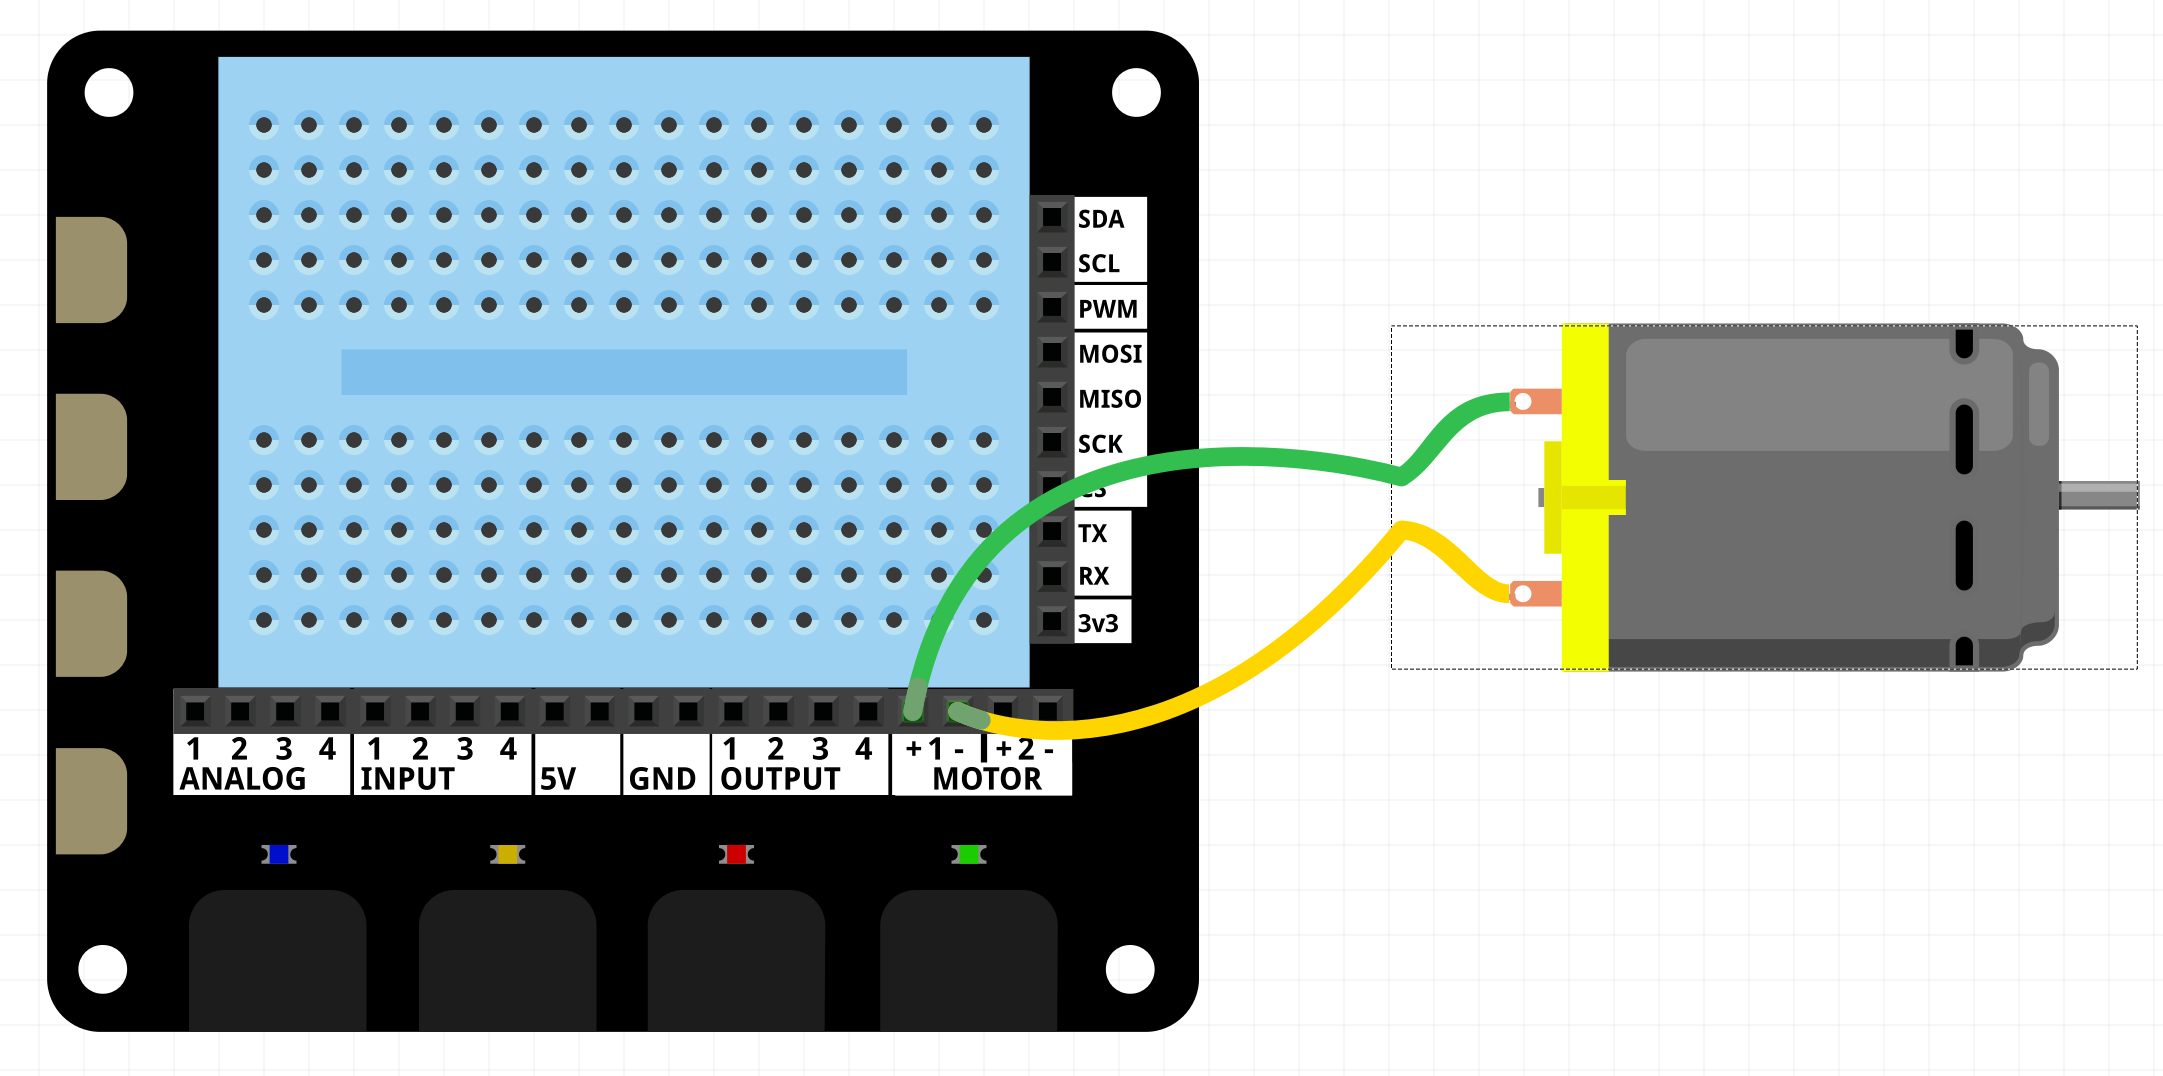 SDA
SCL
PWM
MOSI
MISO
SCK
TX
RX
3v3
1 2 3 4 1 2 3 4 1 2 3 4 +1- +2-
ANALOG INPUT 5V GND OUTPUT MOTOR